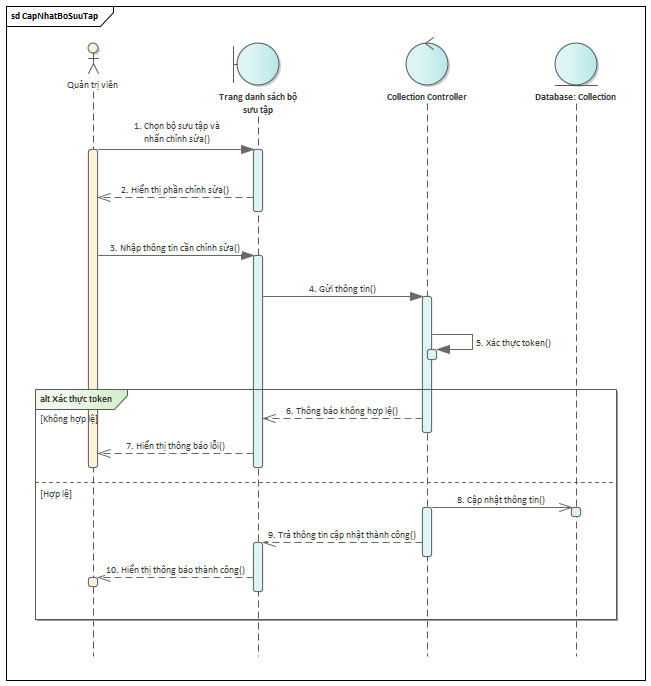 sd CapNhatBoSuuTap
Quản trị viên
Trang danh sách bộ
sưu tập
Collection Controller
Database: Collection
1. Chọn bộ sưu tập và
nhấn chỉnh sửa()
2. Hiển thị phần chỉnh sửa()
3. Nhập thông tin cần chỉnh sửa()
4. Gửi thông tin()
5. Xác thực token()
alt Xác thực token
6. Thông báo không hợp lệ()
[Không hợp lệ]
7. Hiển thị thông báo lỗi()
[Hợp lệ]
8. Cập nhật thông tin()
9. Trả thông tin cập nhật thành công()
10. Hiển thị thông báo thành công()